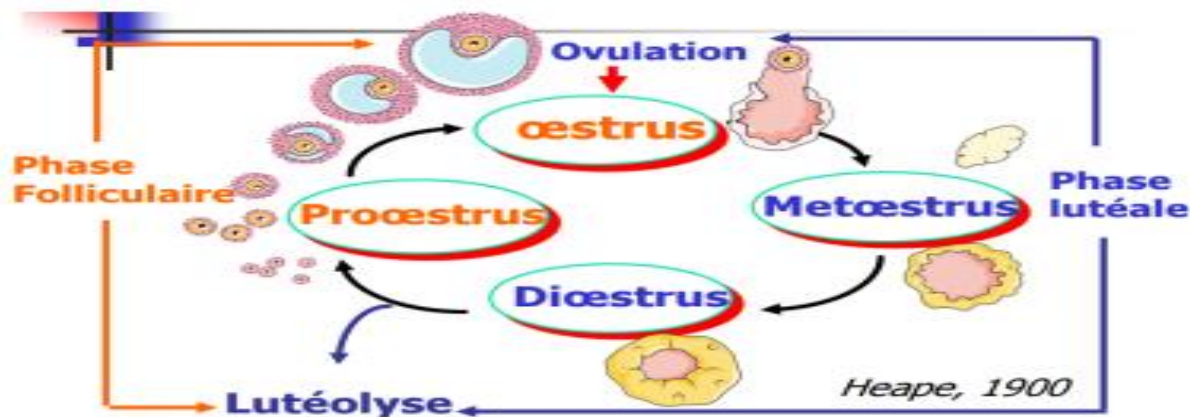 Ovulation
œstrus
Phase
Folliculaire
Proœstrus
Metœstrus
Phase
lutéale
Diœstrus
Lutéolyse
Heape, 1900